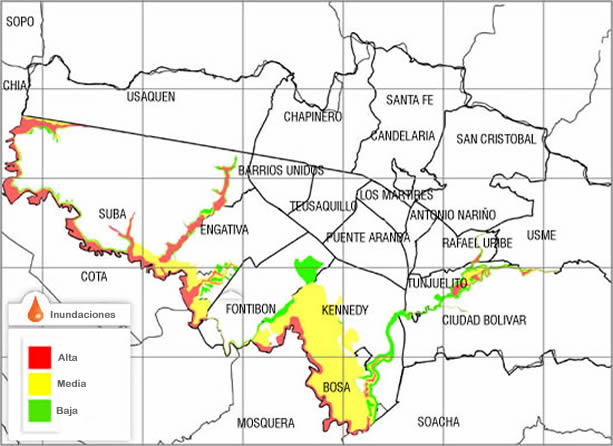 SOPO
CHIA
USAQUEN
SANTA FE
CHAPINERO
CANDELARIA
SAN CRISTOBAL
BARRIOS UNIDOS
LOS MARTIRES
TEUSAQUILLO
SUBA
ANTONIO NARIÑO
ENGATIVA
PUENTE ARANDA
RAFAEL URIBE
USME
COTA
TUNJUELITO
FONTIBON
KENNEDY
CIUDAD BOLIVAR
BOSA
MOSQUERA
SOACHA
Inundaciones
Alta
Media
Baja